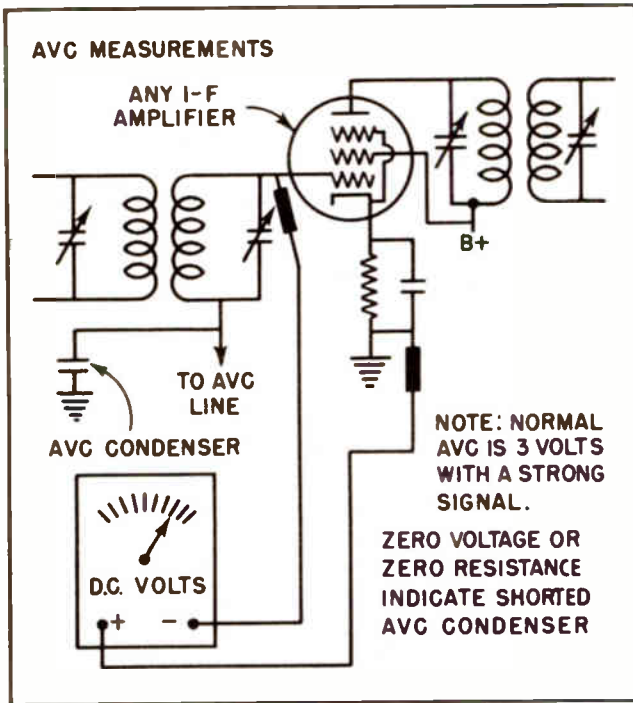 AVC MEASUREMENTS
ANY I-F
AMPLIFIER
B+
TO AVC
LINE
AVC CONDENSER
NOTE: NORMAL
AVC IS 3 VOLTS
WITH A STRONG
SIGNAL.
ZERO VOLTAGE OR
ZERO RESISTANCE
INDICATE SHORTED
AVC CONDENSER
D.C. VOLTS
+ -